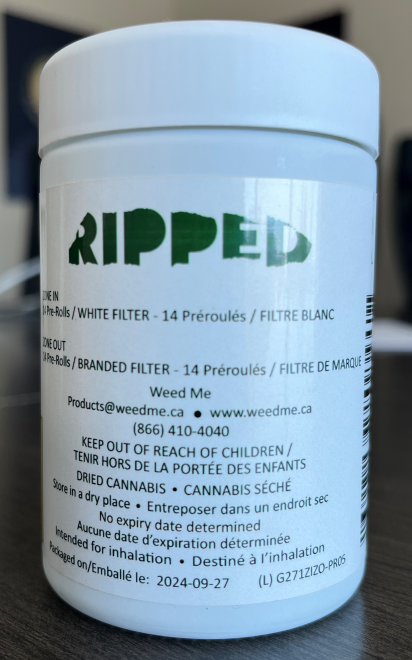 RIPPED
ZONE IN
14 Pre-Rolls / WHITE FILTER - 14 Préroulés / FILTRE BLANC
ZONE OUT
14 Pre-Rolls / BRANDED FILTER - 14 Préroulés / FILTRE DE MARQUE
Weed Me
Products@weedme.ca • www.weedme.ca
(866) 410-4040
KEEP OUT OF REACH OF CHILDREN /
TENIR HORS DE LA PORTÉE DES ENFANTS
DRIED CANNABIS • CANNABIS SÉCHÉ
Store in a dry place • Entreposer dans un endroit sec
No expiry date determined
Aucune date d'expiration déterminée
Intended for inhalation • Destiné à l'inhalation
Packaged on/Emballé le: 2024-09-27 (L) G271ZIZO-PR05